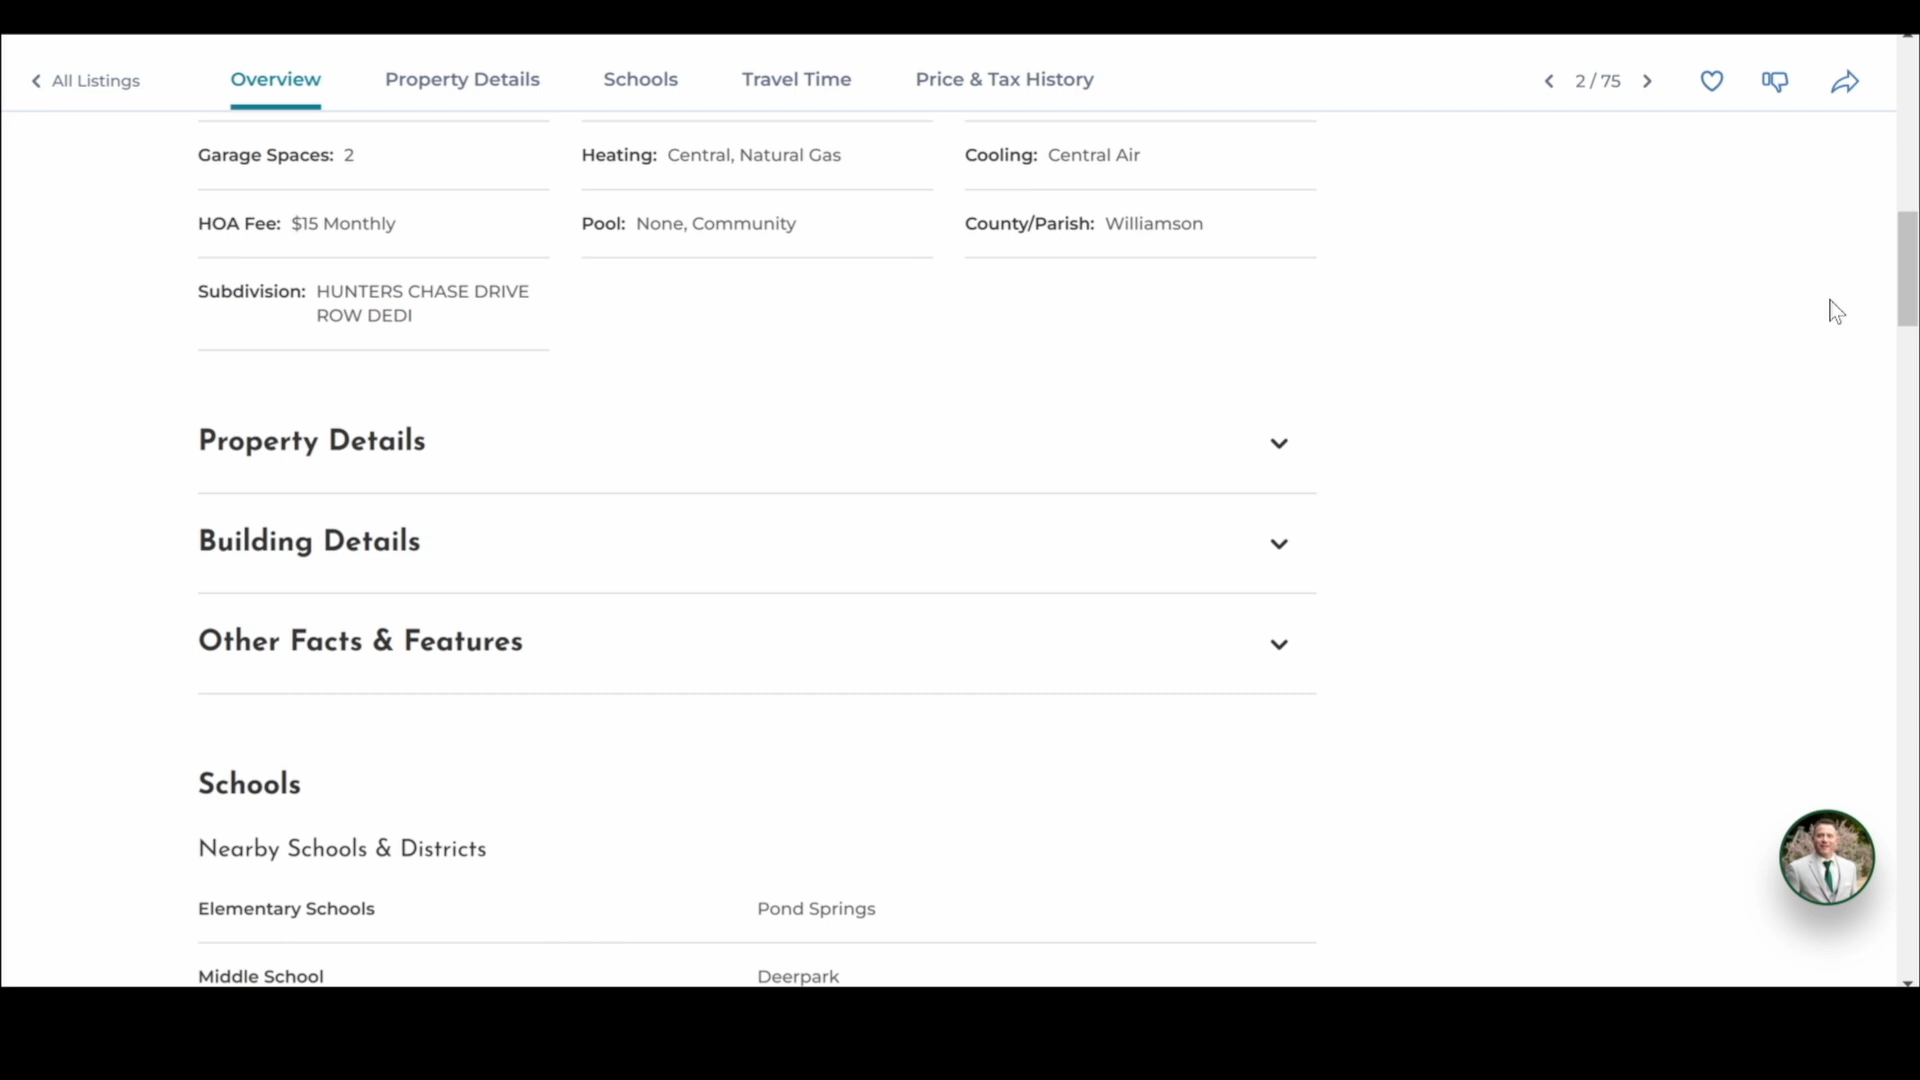 All Listings
Overview
Property Details
Schools
Travel Time
Price & Tax History
2 / 75
Garage Spaces: 2
Heating: Central, Natural Gas
Cooling: Central Air
HOA Fee: $15 Monthly
Pool: None, Community
County/Parish: Williamson
Subdivision: HUNTERS CHASE DRIVE
ROW DEDI
Property Details
Building Details
Other Facts & Features
Schools
Nearby Schools & Districts
Elementary Schools
Pond Springs
Middle School
Deerpark